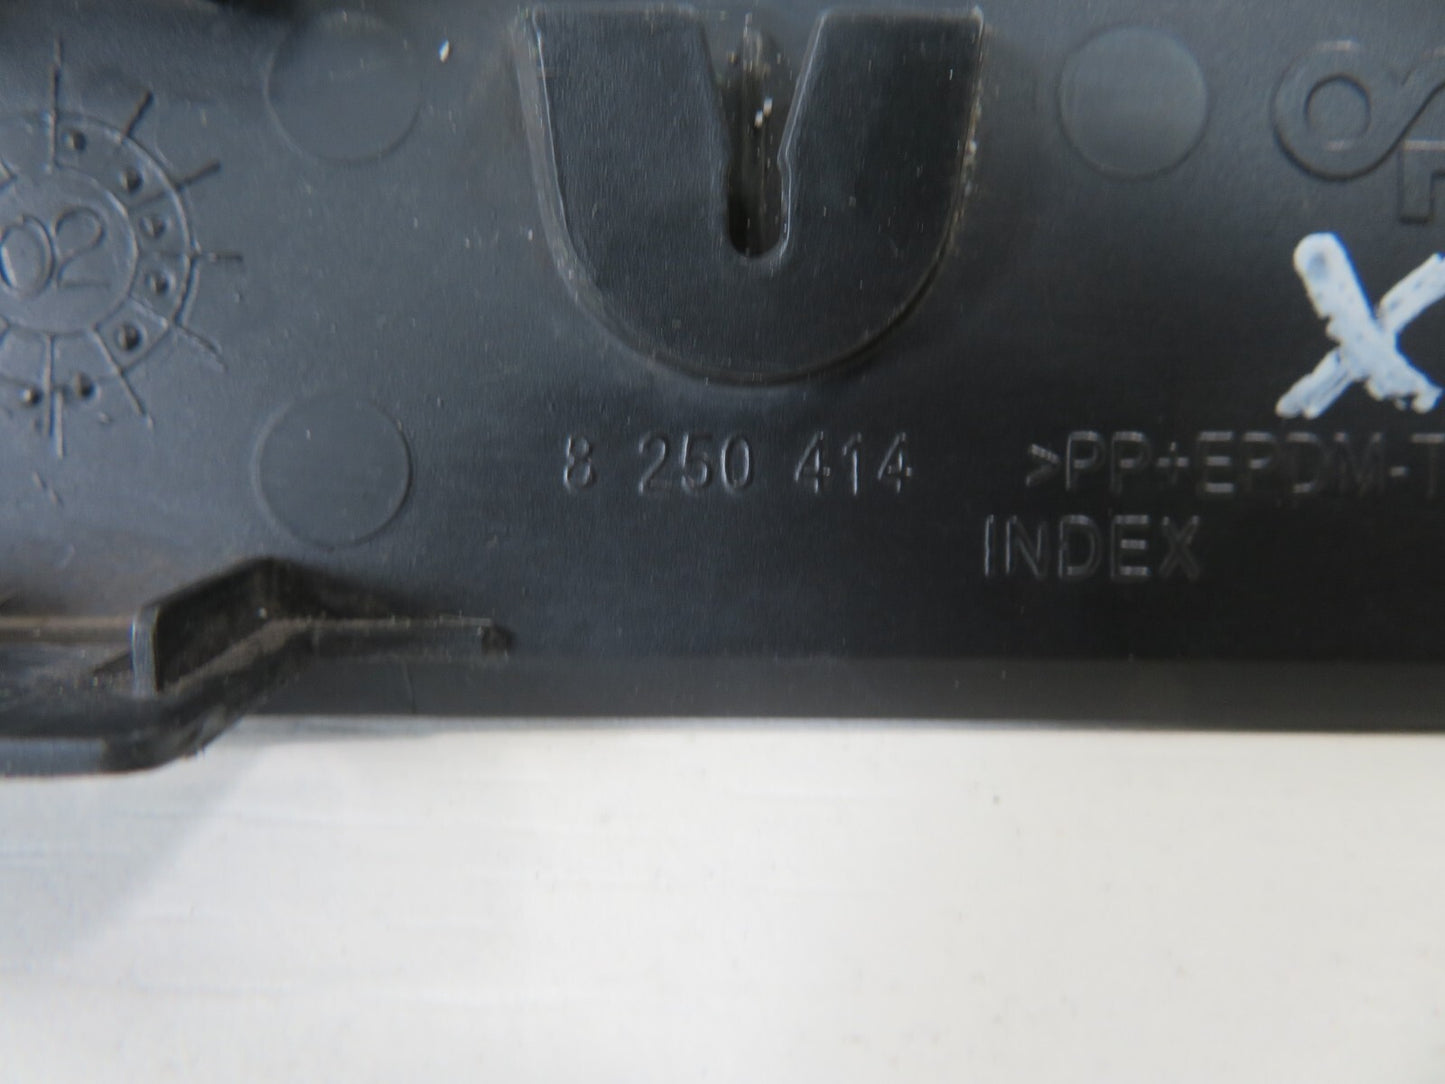 02
X
8 250 414 >PP+EPDM-T
INDEX